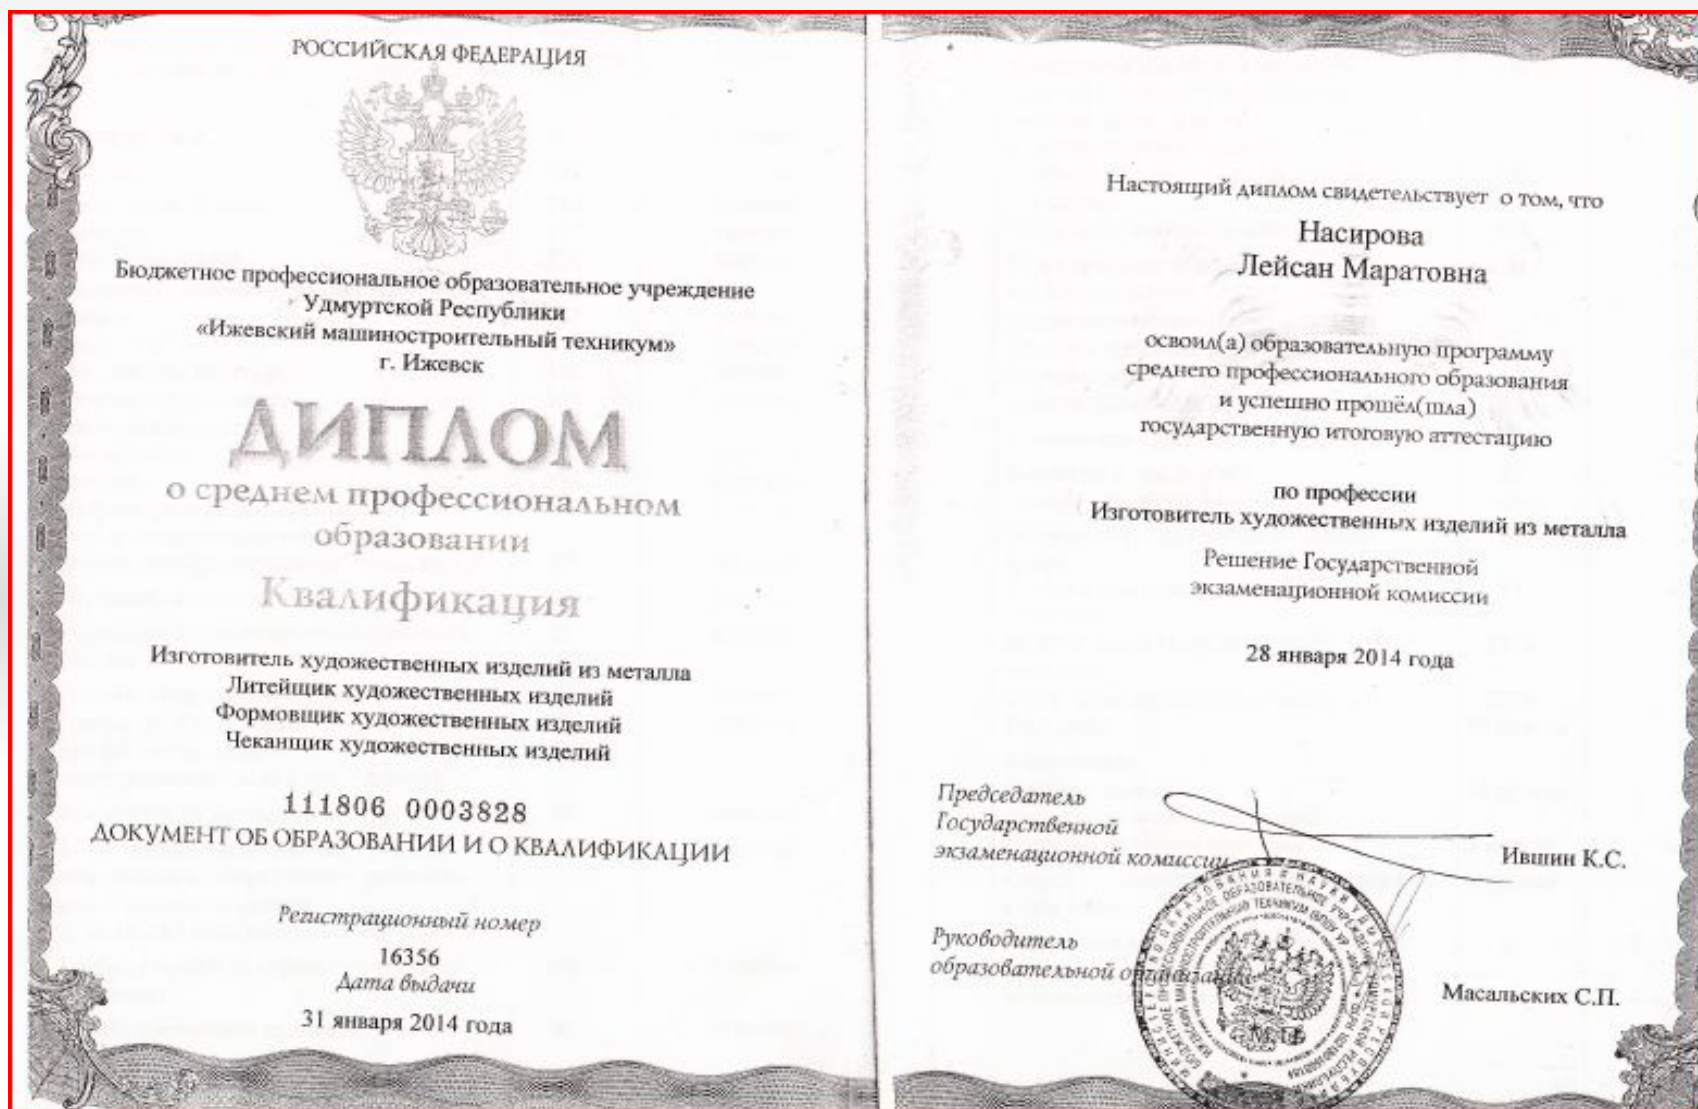 РОССИЙСКАЯ ФЕДЕРАЦИЯ
Бюджетное профессиональное образовательное учреждение
Удмуртской Республики
«Ижевский машиностроительный техникум»
г. Ижевск
ДИПЛОМ
о среднем профессиональном
образовании
Квалификация
Изготовитель художественных изделий из металла
Литейщик художественных изделий
Формовщик художественных изделий
Чеканщик художественных изделий
111806 0003828
ДОКУМЕНТ ОБ ОБРАЗОВАНИИ И О КВАЛИФИКАЦИИ
Регистрационный номер
16356
Дата выдачи
31 января 2014 года
Настоящий диплом свидетельствует о том, что
Насирова
Лейсан Маратовна
освоил(а) образовательную программу
среднего профессионального образования
и успешно прошёл(шла)
государственную итоговую аттестацию
по профессии
Изготовитель художественных изделий из металла
Решение Государственной
экзаменационной комиссии
28 января 2014 года
Председатель
Государственной
экзаменационной комиссии
Ившин К.С.
Руководитель
образовательной организации
Масальских С.П.